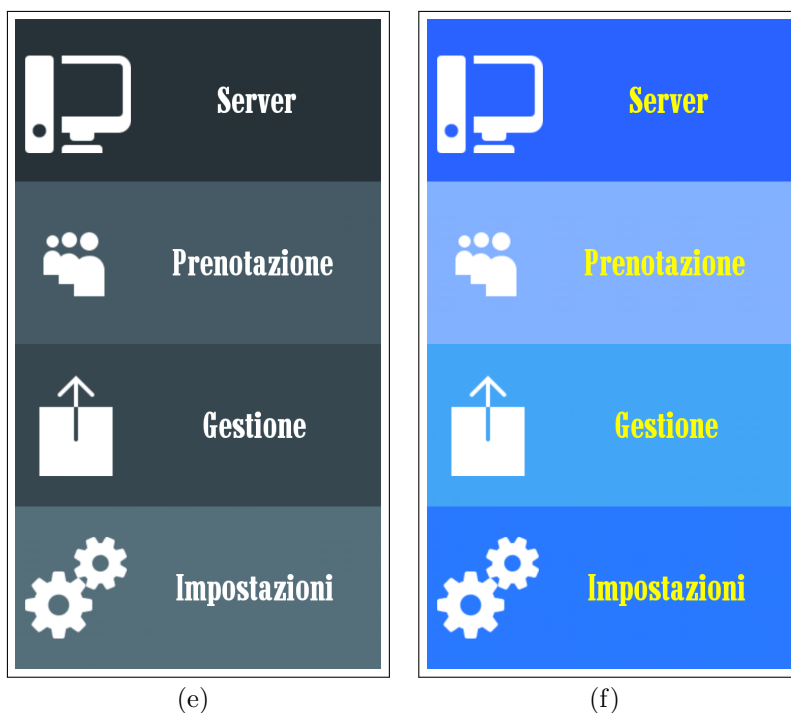 Server
Prenotazione
Gestione
Impostazioni
(e)
Server
Prenotazione
Gestione
Impostazioni
(f)